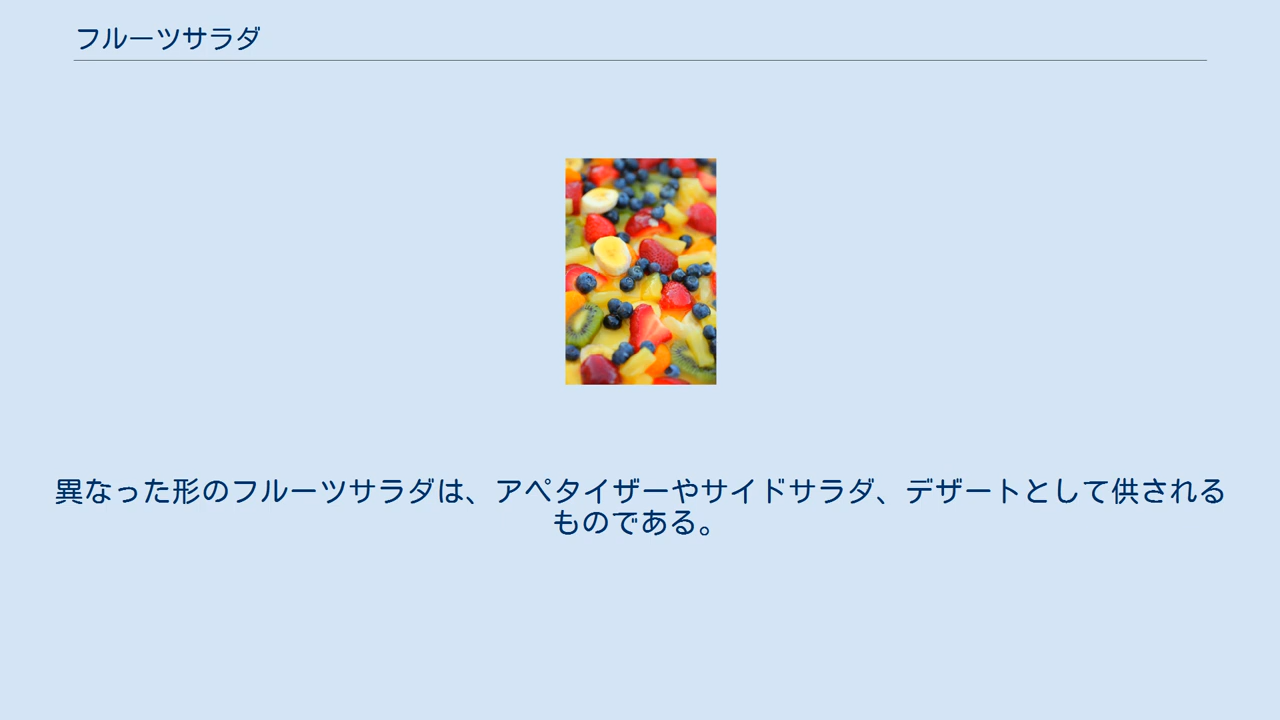 フルーツサラダ
異なった形のフルーツサラダは、アペタイザーやサイドサラダ、デザートとして供される
ものである。